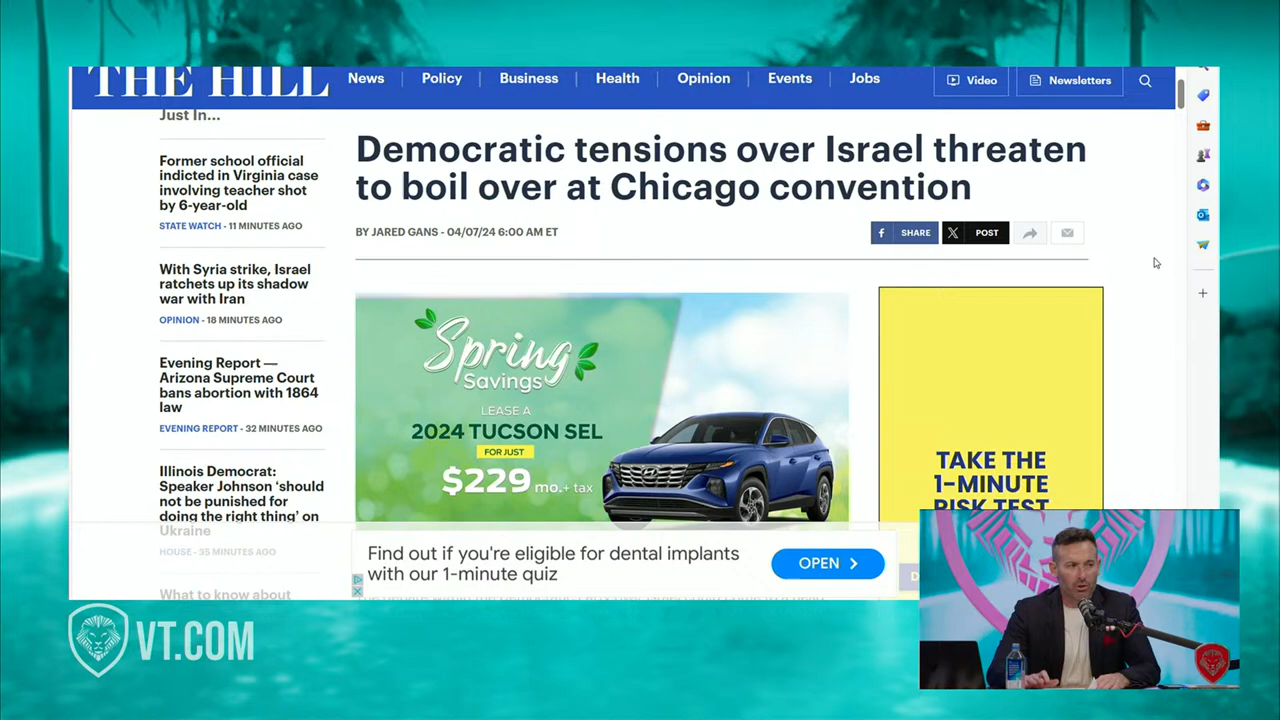 THE HILL
News
Policy
Business
Health
Opinion
Events
Jobs
Video
Newsletters
Just In...
Former school official
indicted in Virginia case
involving teacher shot
by 6-year-old
STATE WATCH - 11 MINUTES AGO
With Syria strike, Israel
ratchets up its shadow
war with Iran
OPINION - 18 MINUTES AGO
Evening Report —
Arizona Supreme Court
bans abortion with 1864
law
EVENING REPORT - 32 MINUTES AGO
Illinois Democrat:
Speaker Johnson ‘should
not be punished for
doing the right thing’ on
Ukraine
HOUSE - 35 MINUTES AGO
What to know about
Democratic tensions over Israel threaten
to boil over at Chicago convention
BY JARED GANS - 04/07/24 6:00 AM ET
SHARE
POST
Spring
Savings
LEASE A
2024 TUCSON SEL
FOR JUST
$229 mo.+ tax
TAKE THE
1-MINUTE
RISK TEST
Find out if you're eligible for dental implants
with our 1-minute quiz
OPEN
VT.COM